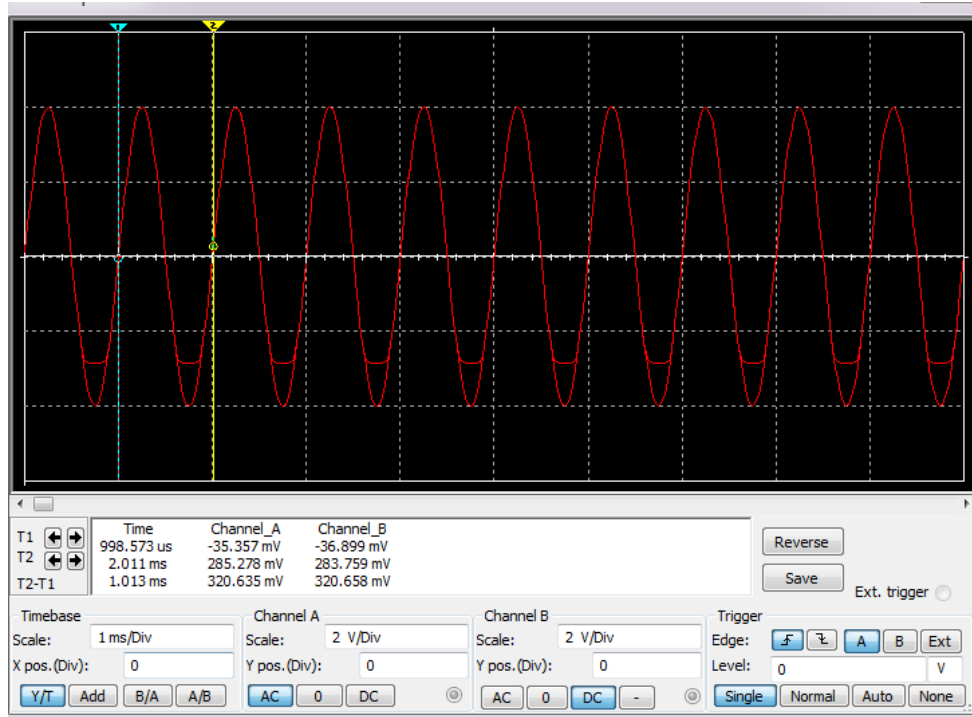 1 2
Time Channel_A Channel_B
T1 998.573 us -35.357 mV -36.899 mV
T2 2.011 ms 285.278 mV 283.759 mV
T2-T1 1.013 ms 320.635 mV 320.658 mV
Reverse
Save
Ext. trigger
Timebase
Scale: 1 ms/Div
X pos.(Div): 0
Y/T Add B/A A/B
Channel A
Scale: 2 V/Div
Y pos.(Div): 0
AC 0 DC
Channel B
Scale: 2 V/Div
Y pos.(Div): 0
AC 0 DC -
Trigger
Edge: A B Ext
Level: 0 V
Single Normal Auto None